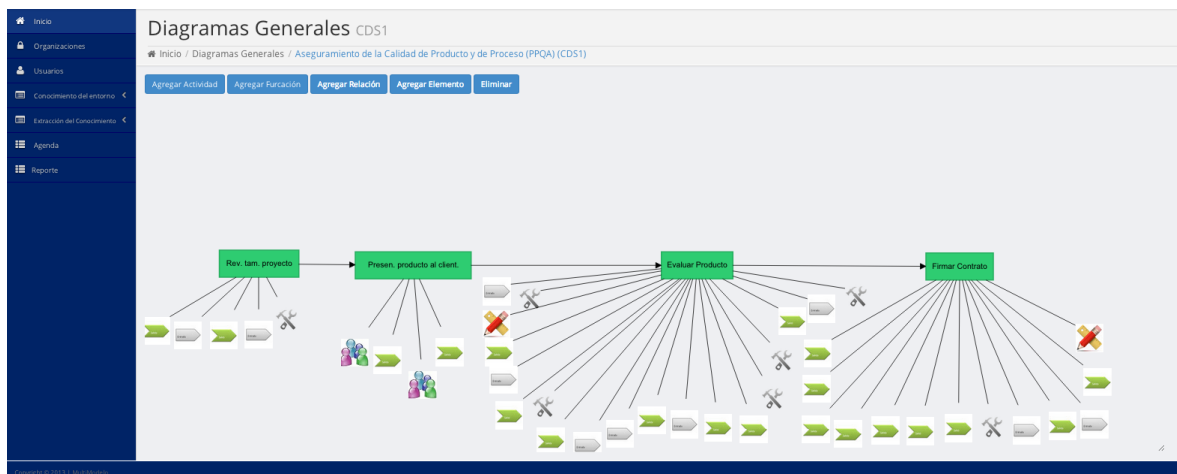 Inicio
Organizaciones
Usuarios
Conocimiento del entorno
Extracción del Conocimiento
Agenda
Reporte
Diagramas Generales CDS1
Inicio / Diagramas Generales / Aseguramiento de la Calidad de Producto y de Proceso (PPQA) (CDS1)
Agregar Actividad Agregar Furcación Agregar Relación Agregar Elemento Eliminar
Rev. tam. proyecto
Presen. producto al client.
Evaluar Producto
Firmar Contrato